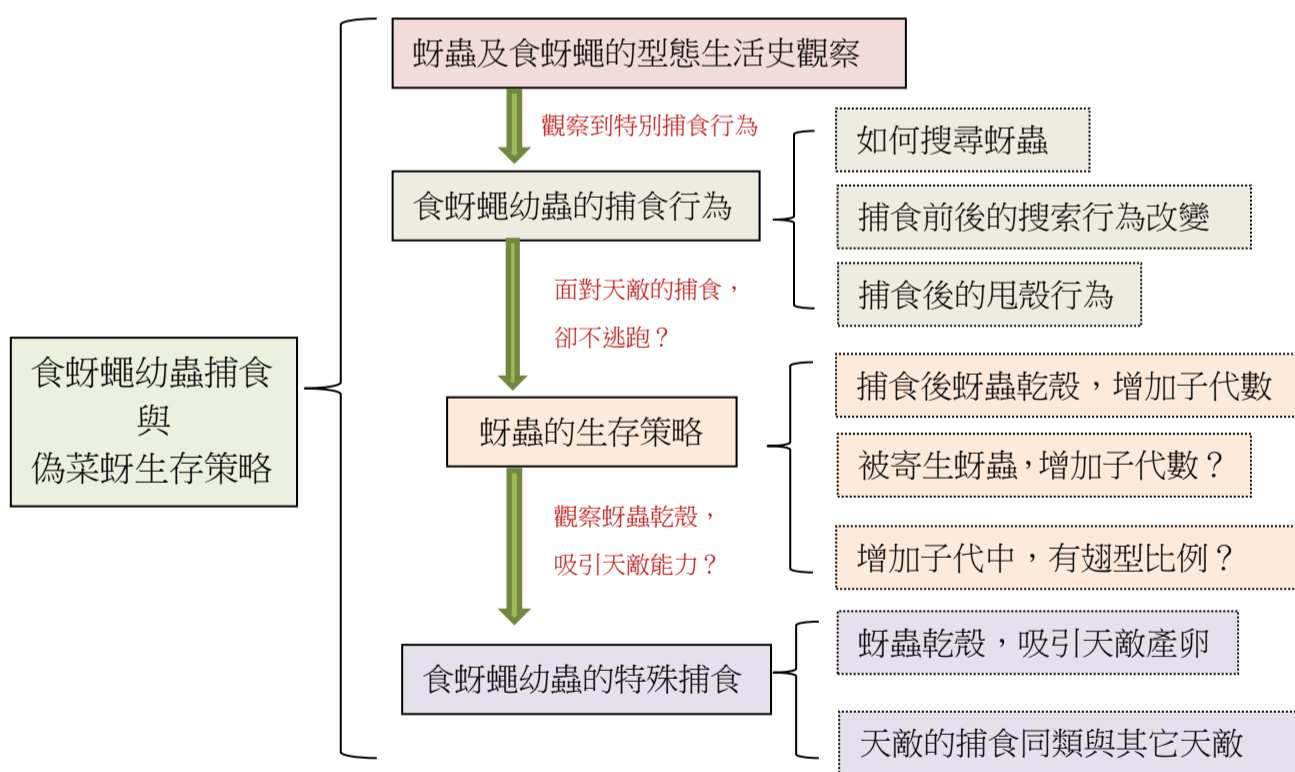 蚜蟲及食蚜蠅的型態生活史觀察
觀察到特別捕食行為
食蚜蠅幼蟲的捕食行為
如何搜尋蚜蟲
捕食前後的搜索行為改變
捕食後的甩殼行為
面對天敵的捕食，
卻不逃跑？
食蚜蠅幼蟲捕食
與
偽菜蚜生存策略
蚜蟲的生存策略
捕食後蚜蟲乾殼，增加子代數
被寄生蚜蟲，增加子代數？
增加子代中，有翅型比例？
觀察蚜蟲乾殼，
吸引天敵能力？
食蚜蠅幼蟲的特殊捕食
蚜蟲乾殼，吸引天敵產卵
天敵的捕食同類與其它天敵